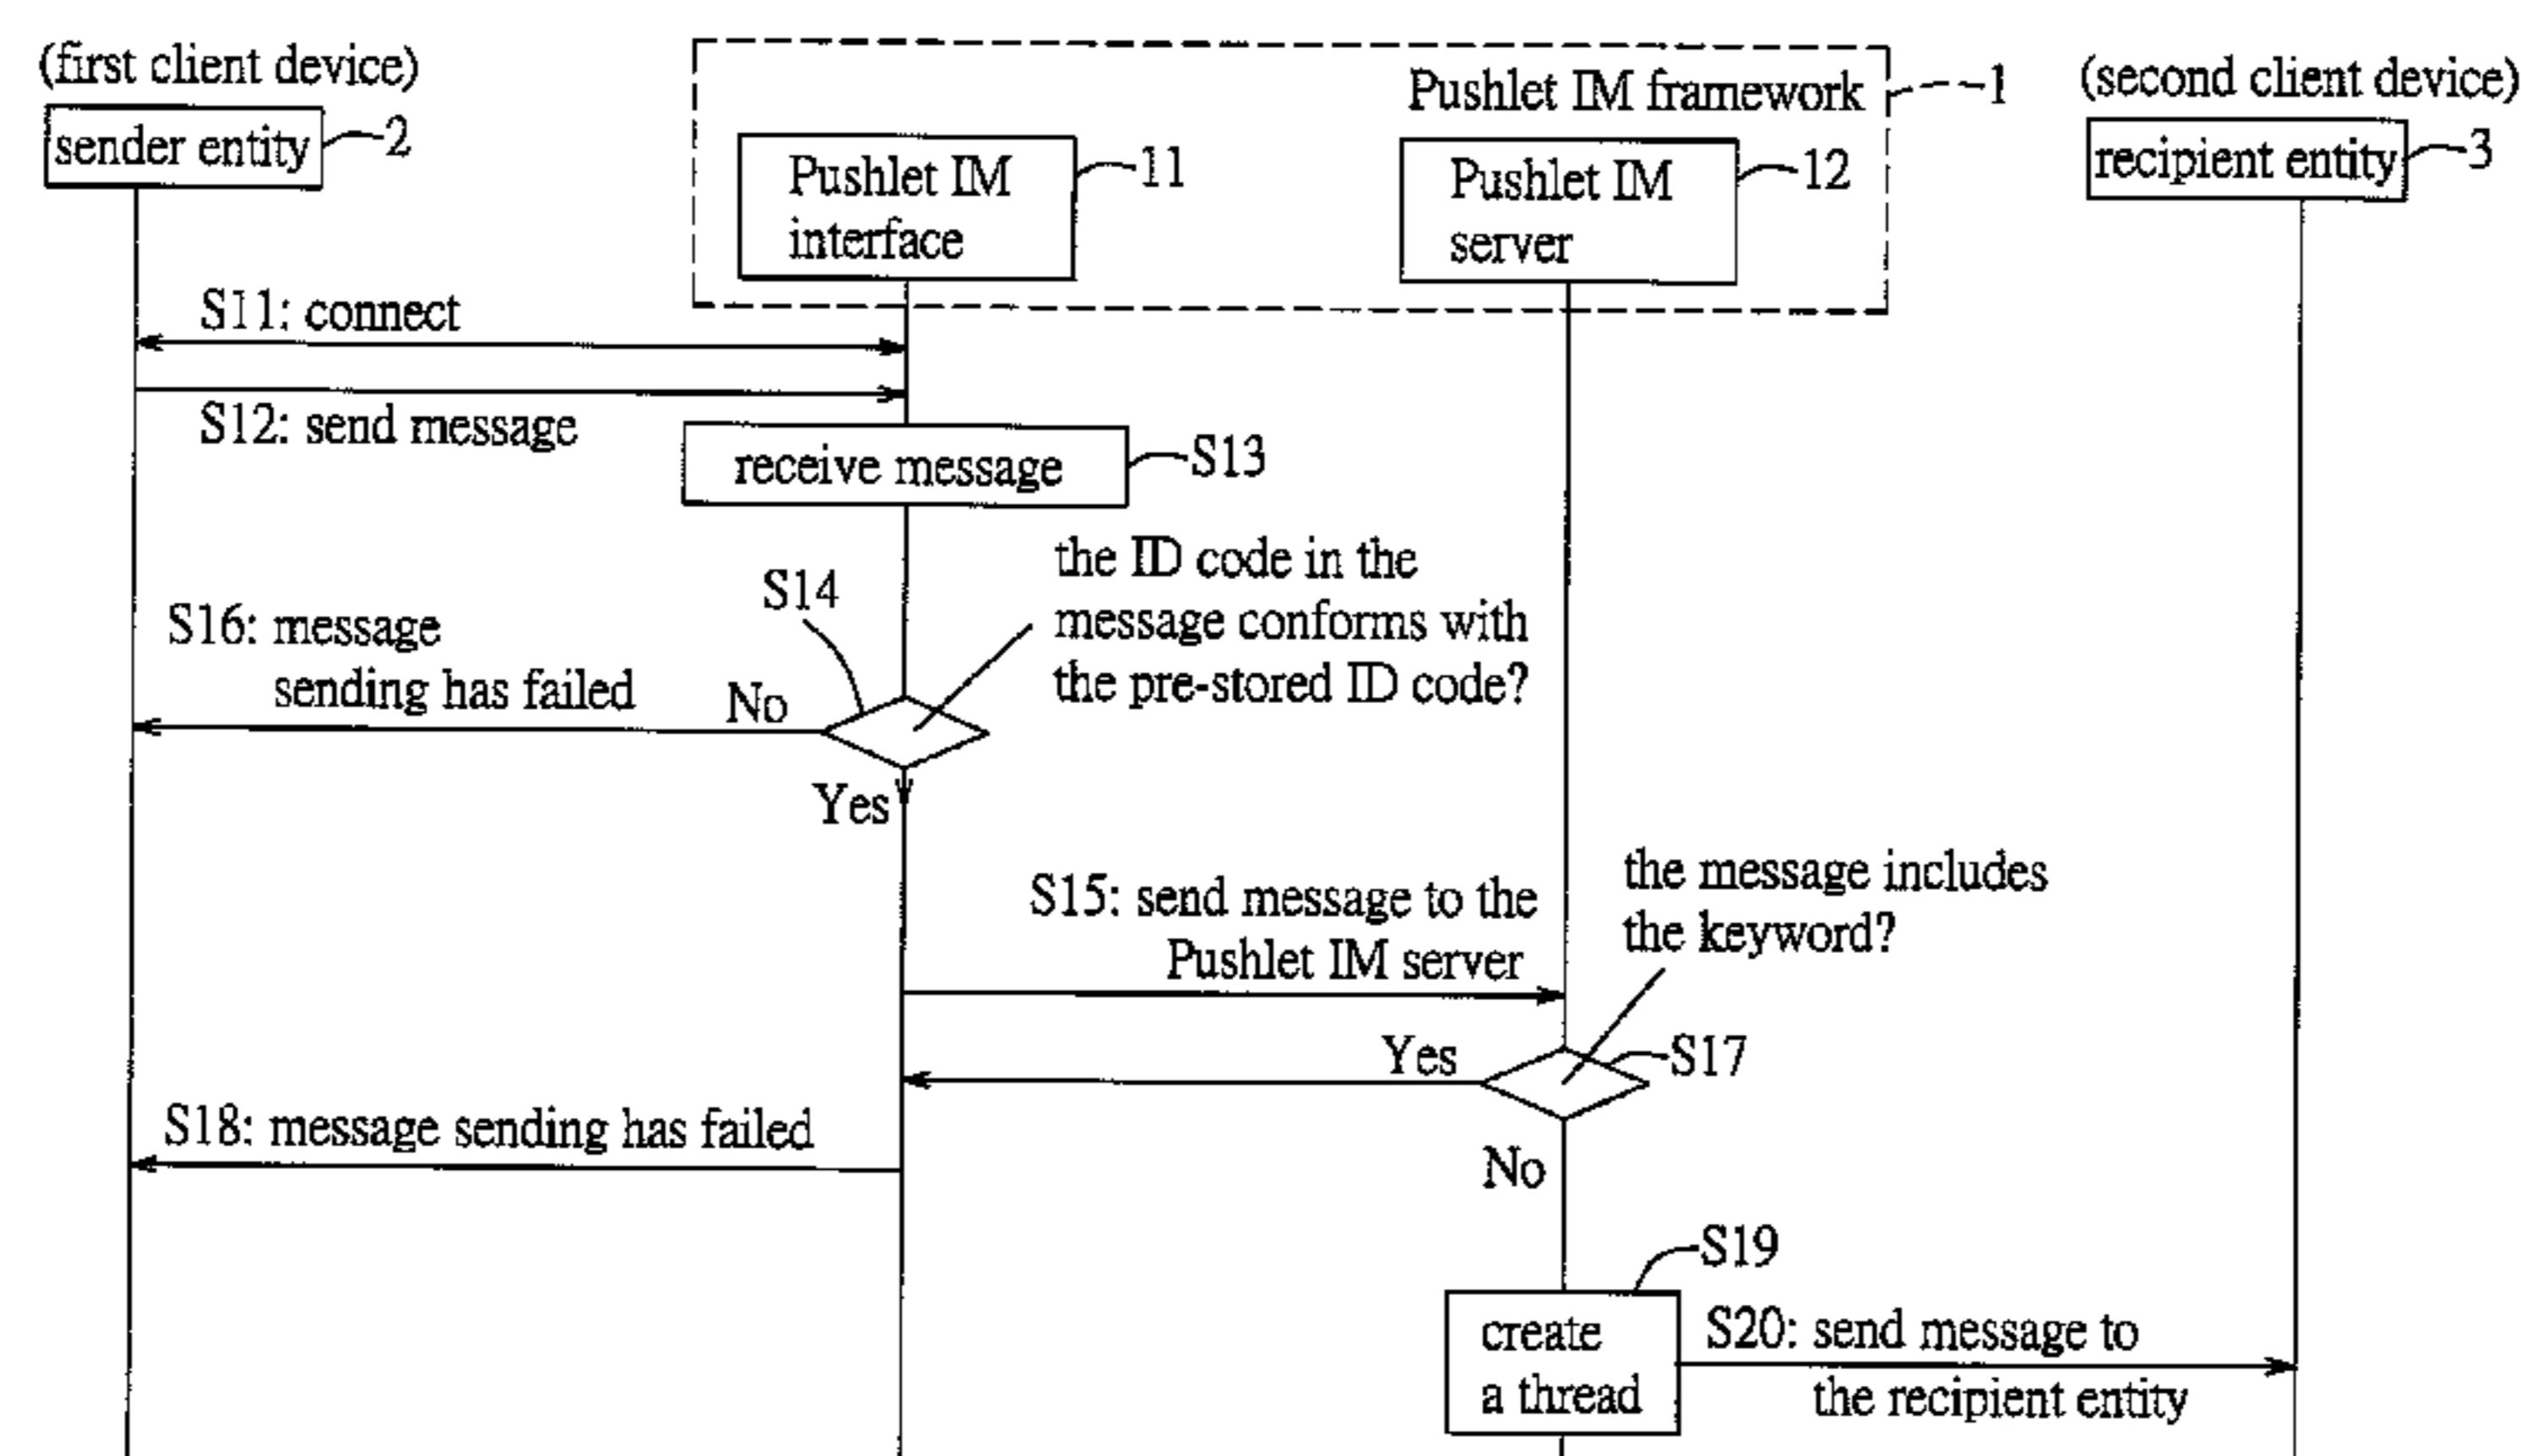 (first client device)
sender entity
2
Pushlet IM framework
1
Pushlet IM
interface
11
Pushlet IM
server
12
(second client device)
recipient entity
3
S11: connect
S12: send message
receive message
S13
S14
the ID code in the
message conforms with
the pre-stored ID code?
S16: message
sending has failed
No
Yes
S15: send message to the
Pushlet IM server
the message includes
the keyword?
Yes
S17
S18: message sending has failed
No
S19
create
a thread
S20: send message to
the recipient entity